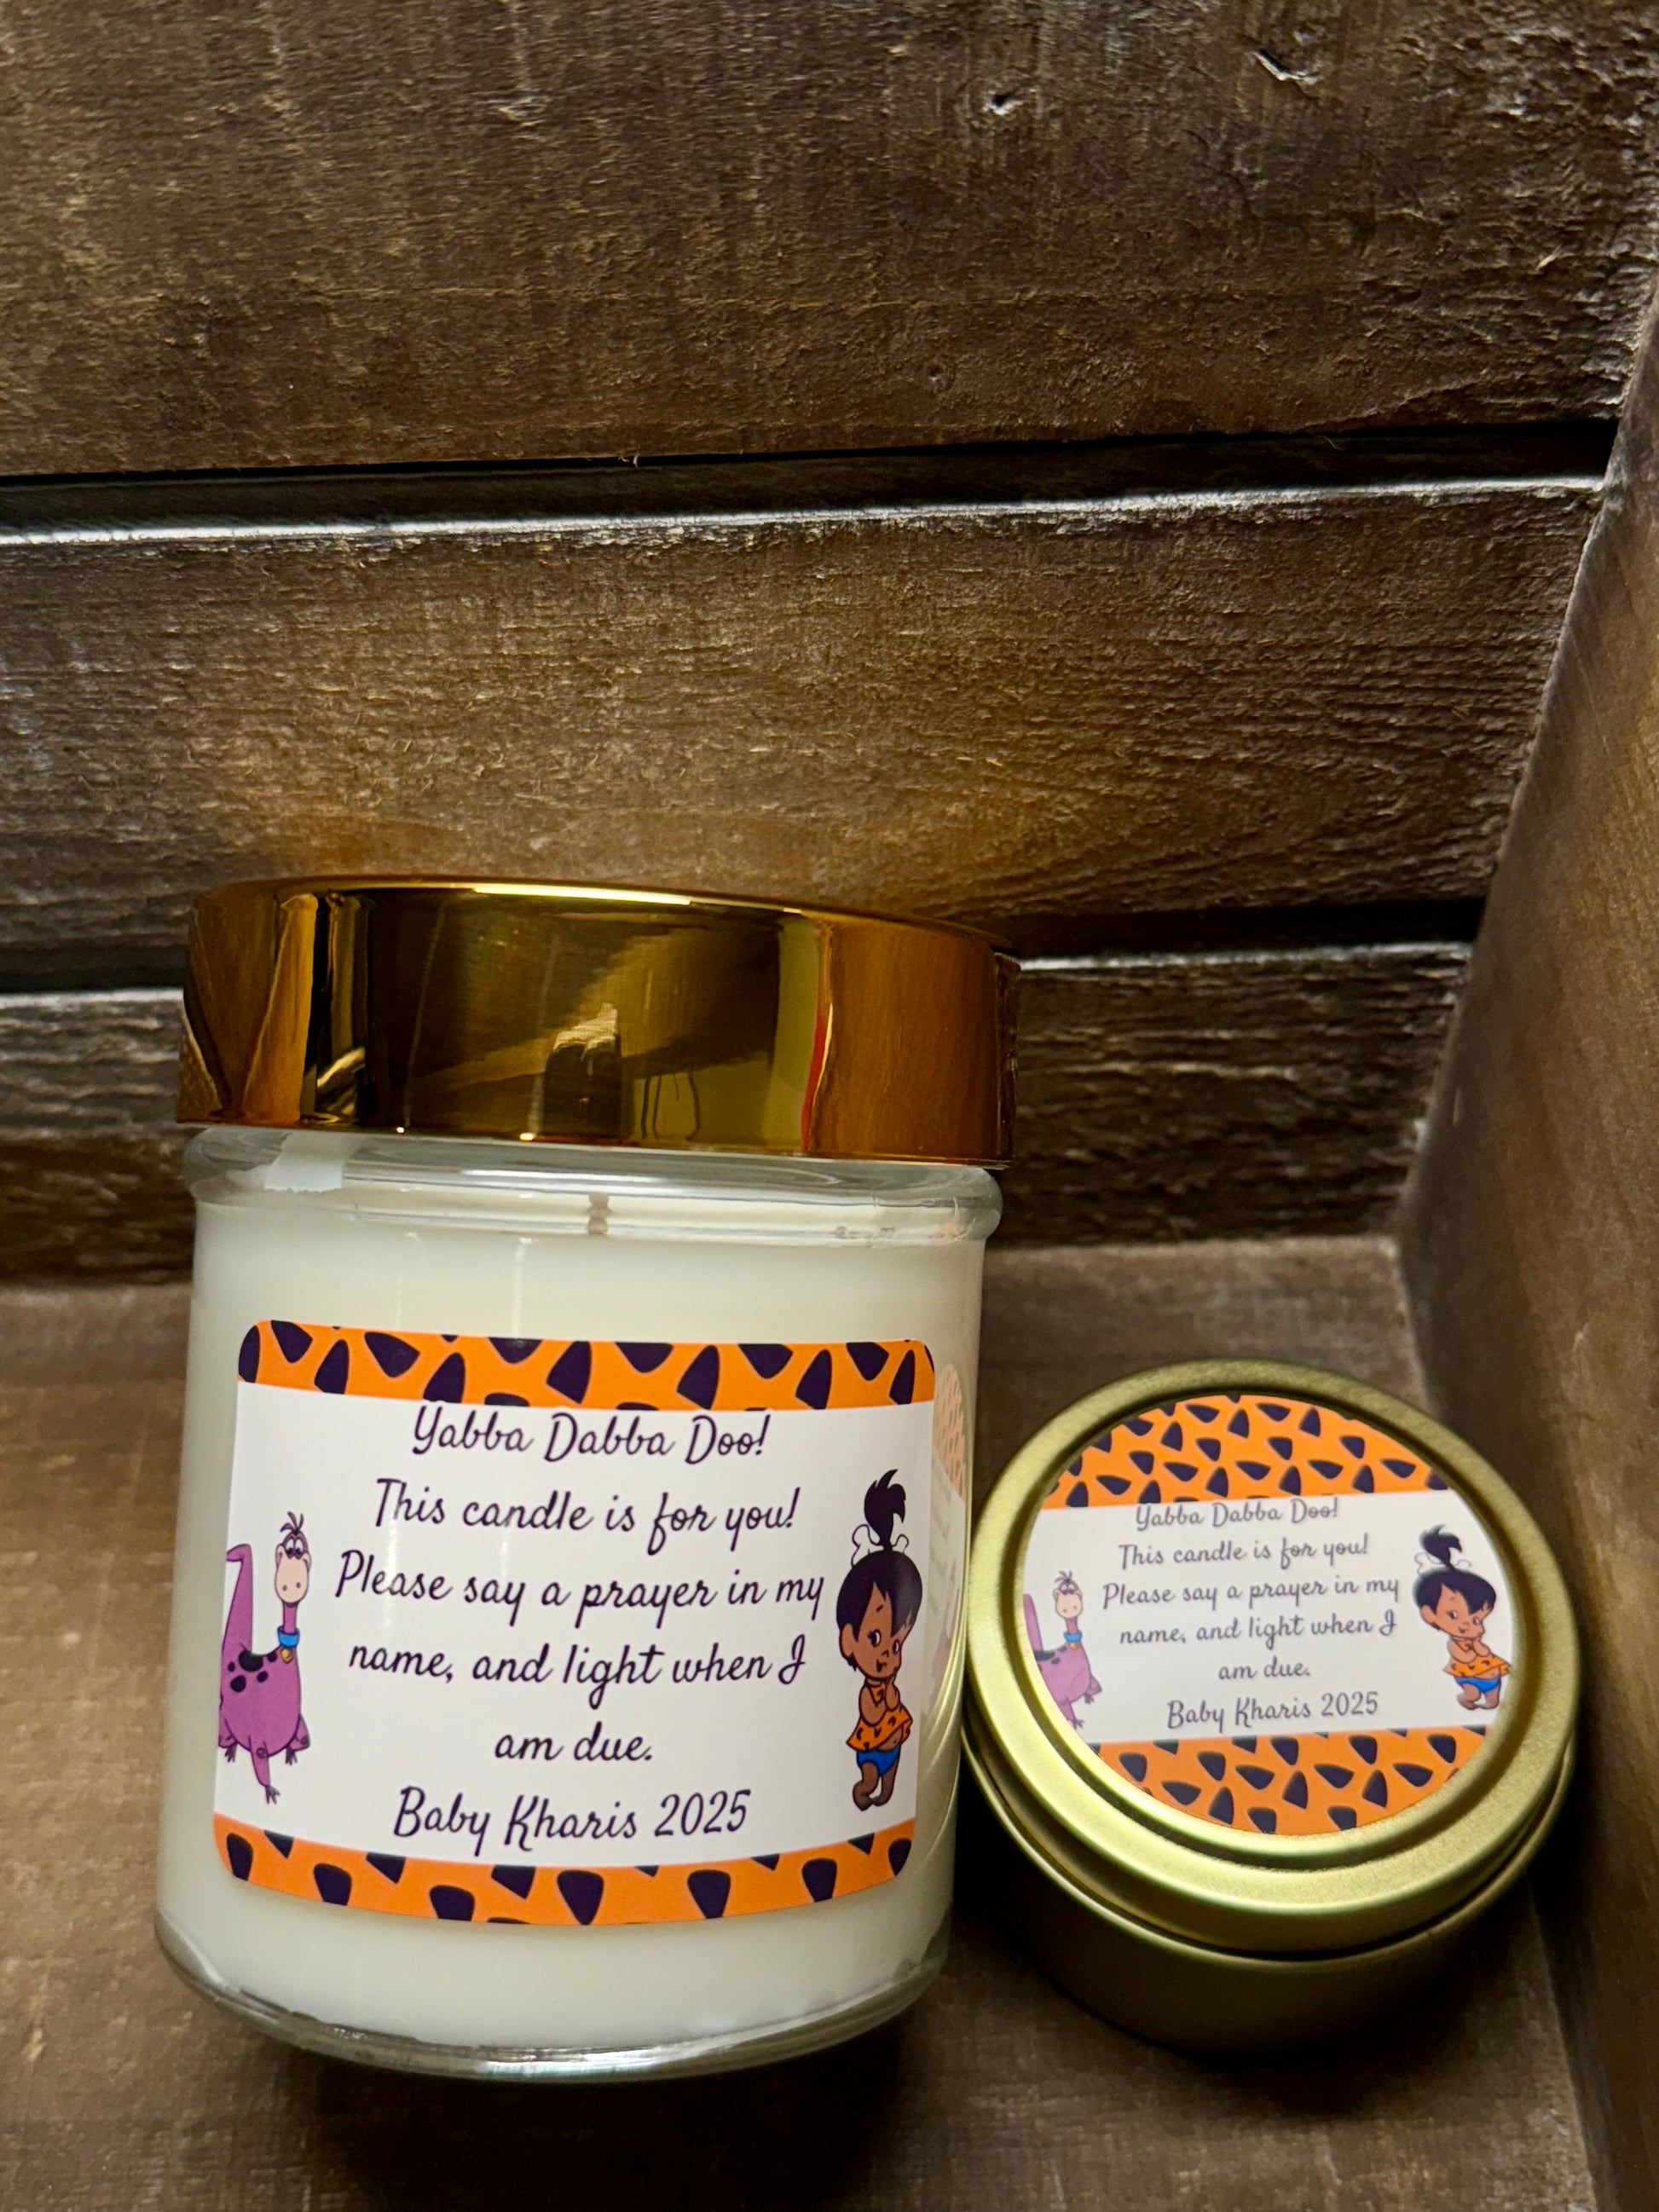 Yabba Dabba Doo!
This candle is for you!
Please say a prayer in my
name, and light when I
am due.
Baby Kharis 2025
Yabba Dabba Doo!
This candle is for you!
Please say a prayer in my
name, and light when I
am due.
Baby Kharis 2025